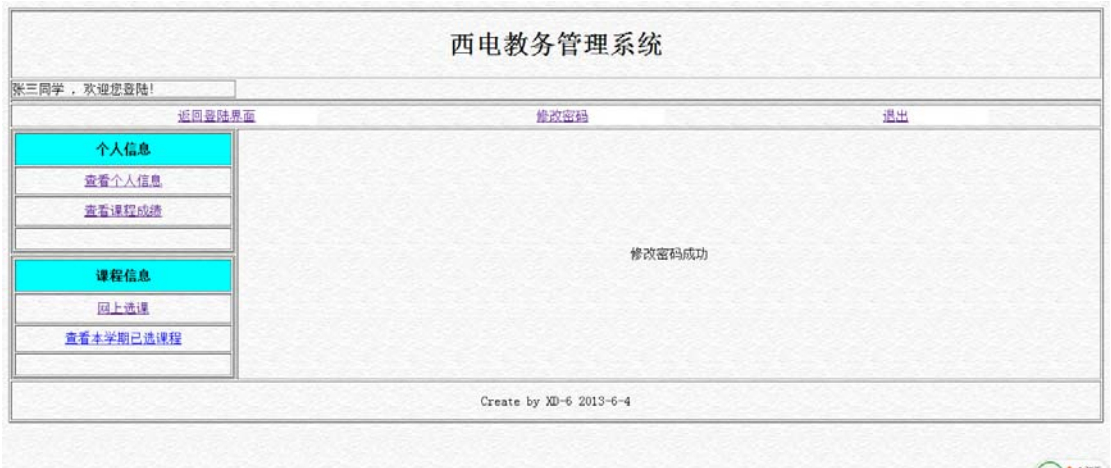 西电教务管理系统
张三同学 ，欢迎您登陆!
返回登陆界面 修改密码 退出
个人信息
查看个人信息
查看课程成绩
修改密码成功
课程信息
网上选课
查看本学期已选课程
Create by XD-6 2013-6-4